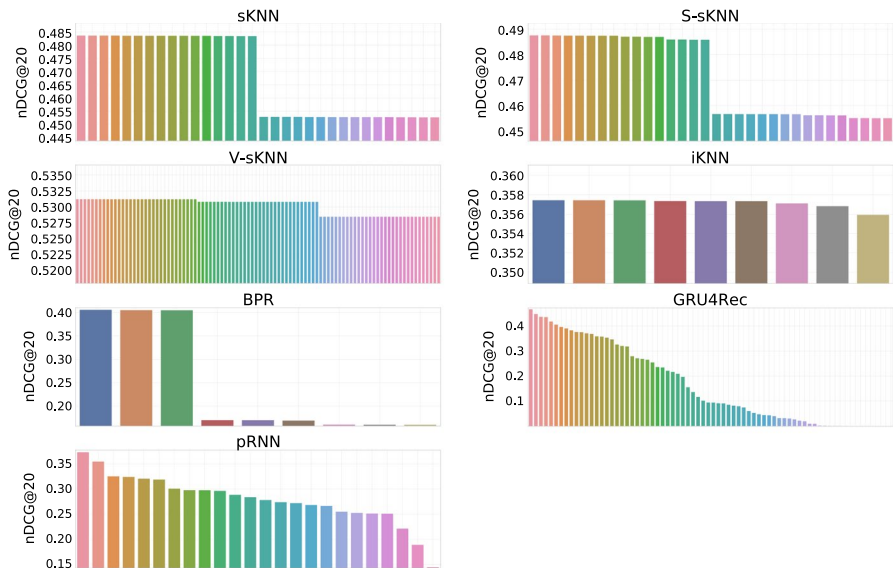 sKNN
nDCG@20
0.485
0.480
0.475
0.470
0.465
0.460
0.455
0.450
0.445
S-sKNN
nDCG@20
0.49
0.48
0.47
0.46
0.45
V-sKNN
nDCG@20
0.5350
0.5325
0.5300
0.5275
0.5250
0.5225
0.5200
iKNN
nDCG@20
0.360
0.358
0.356
0.354
0.352
0.350
BPR
nDCG@20
0.40
0.35
0.30
0.25
0.20
GRU4Rec
nDCG@20
0.4
0.3
0.2
0.1
pRNN
nDCG@20
0.35
0.30
0.25
0.20
0.15